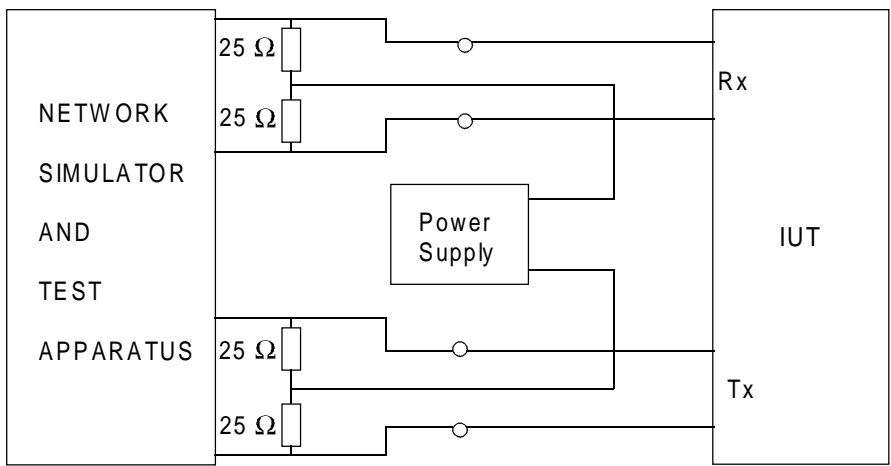 25 Ω
Rx
NETWORK
25 Ω
SIMULATOR
Power
Supply
AND
IUT
TEST
APPARATUS
25 Ω
Tx
25 Ω